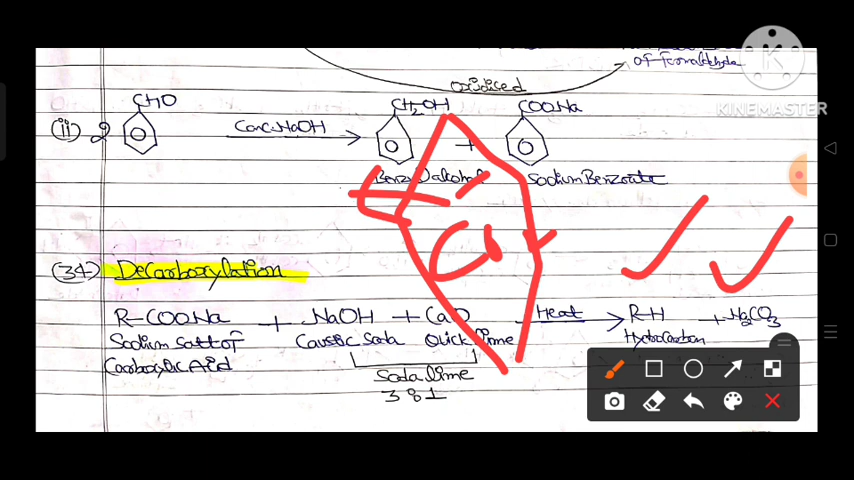 of Formaldehyde
oxidised
KINEMASTER
CHO
CH2OH
COONa
(ii) 2
Conc. NaOH
+
Benzyl alcohol
Sodium Benzoate
(34) Decarboxylation
R-COONa + NaOH + CaO Heat R-H + Na2CO3
Sodium salt of Caustic Soda Quick lime Hydrocarbon
Carboxylic Acid
Soda lime
3 : 1